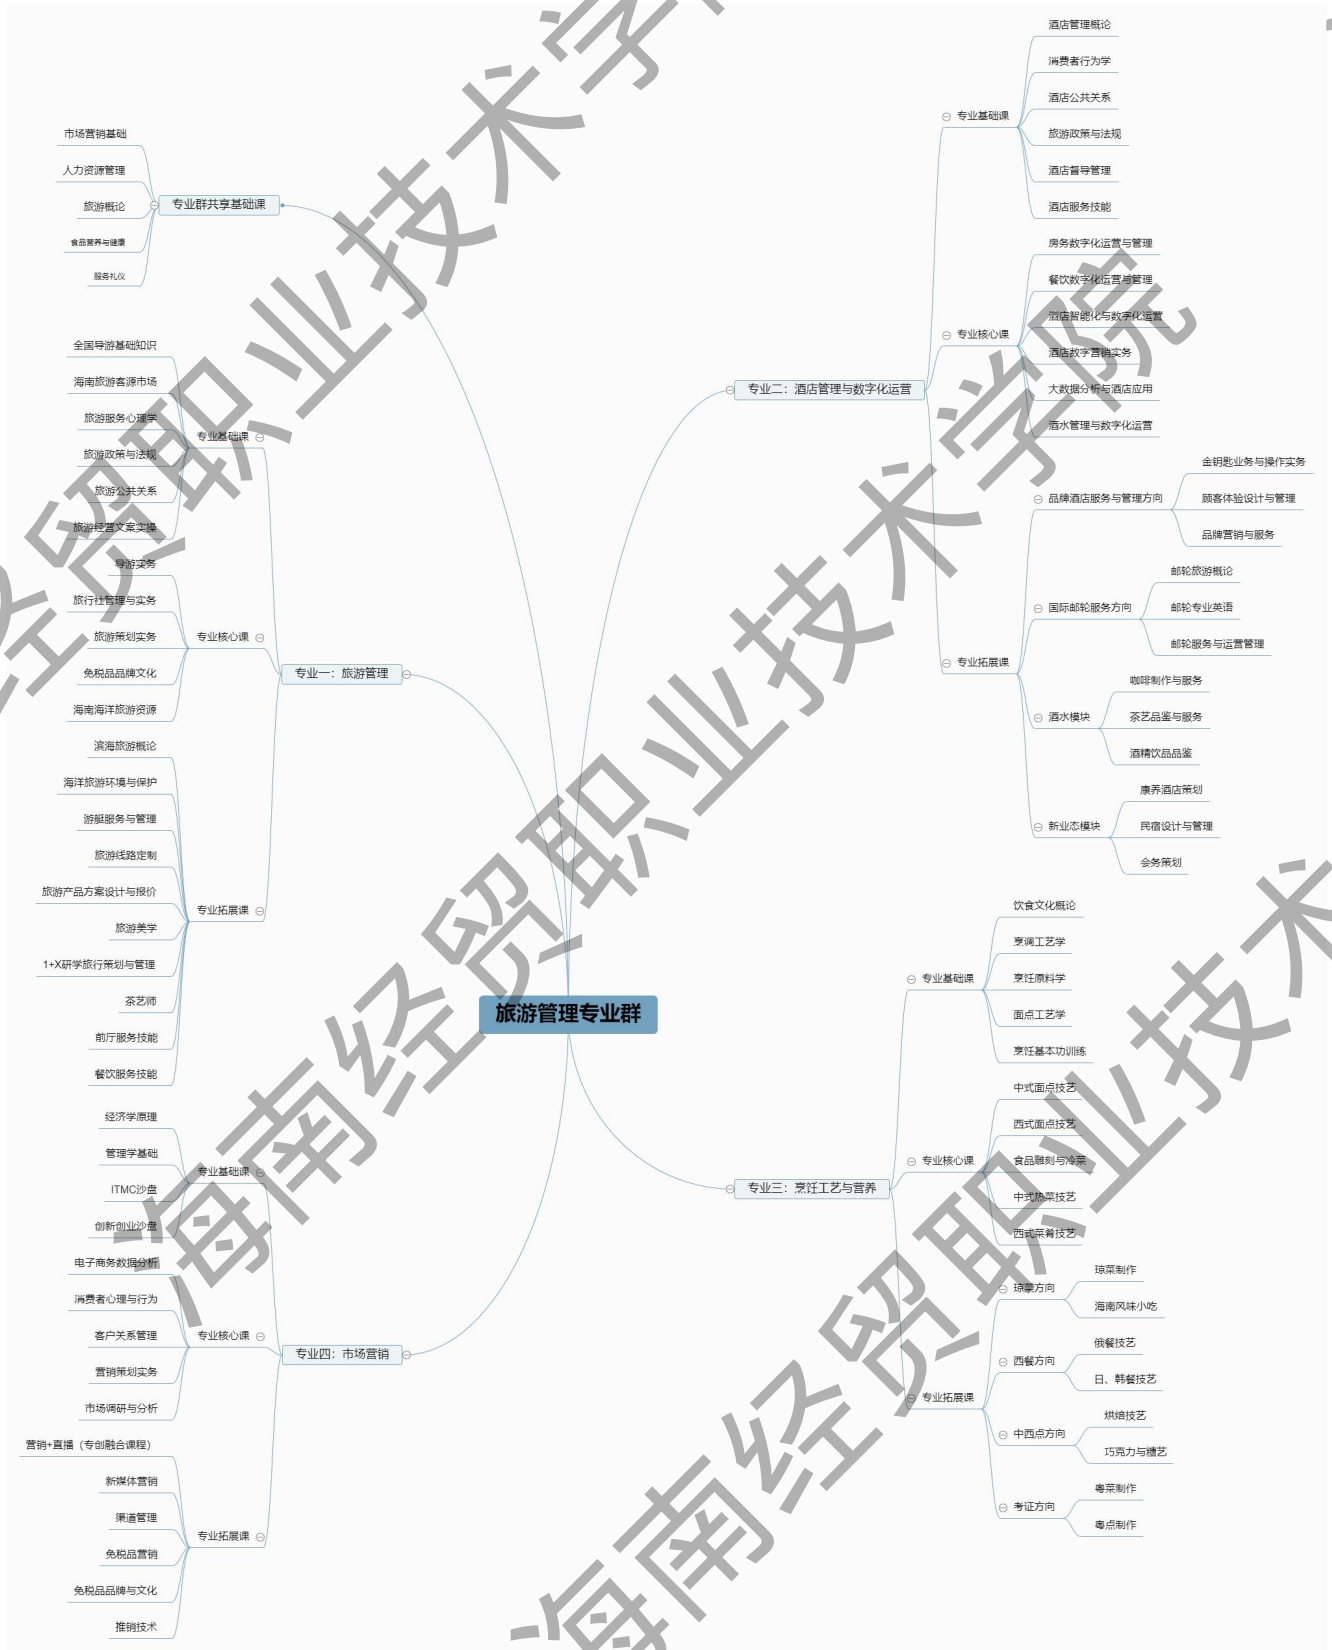 旅游管理专业群
专业群共享基础课
市场营销基础
人力资源管理
旅游概论
食品营养与健康
服务礼仪
专业一：旅游管理
专业基础课
全国导游基础知识
海南旅游客源市场
旅游服务心理学
旅游政策与法规
旅游公共关系
旅游经营文案实操
专业核心课
导游实务
旅行社管理与实务
旅游策划实务
免税品品牌文化
海南海洋旅游资源
专业拓展课
滨海旅游概论
海洋旅游环境与保护
游艇服务与管理
旅游线路定制
旅游产品方案设计与报价
旅游美学
1+X研学旅行策划与管理
茶艺师
前厅服务技能
餐饮服务技能
专业四：市场营销
专业基础课
经济学原理
管理学基础
ITMC沙盘
创新创业沙盘
专业核心课
电子商务数据分析
消费者心理与行为
客户关系管理
营销策划实务
市场调研与分析
专业拓展课
营销+直播（专创融合课程）
新媒体营销
渠道管理
免税品营销
免税品品牌与文化
推销技术
专业二：酒店管理与数字化运营
专业基础课
酒店管理概论
消费者行为学
酒店公共关系
旅游政策与法规
酒店督导管理
酒店服务技能
专业核心课
房务数字化运营与管理
餐饮数字化运营与管理
酒店智能化与数字化运营
酒店数字营销实务
大数据分析与酒店应用
酒水管理与数字化运营
专业拓展课
品牌酒店服务与管理方向
金钥匙业务与操作实务
顾客体验设计与管理
品牌营销与服务
国际邮轮服务方向
邮轮旅游概论
邮轮专业英语
邮轮服务与运营管理
酒水模块
咖啡制作与服务
茶艺品鉴与服务
酒精饮品品鉴
新业态模块
康养酒店策划
民宿设计与管理
会务策划
专业三：烹饪工艺与营养
专业基础课
饮食文化概论
烹调工艺学
烹饪原料学
面点工艺学
烹饪基本功训练
专业核心课
中式面点技艺
西式面点技艺
食品雕刻与冷菜
中式热菜技艺
西式菜肴技艺
专业拓展课
琼菜方向
琼菜制作
海南风味小吃
西餐方向
俄餐技艺
日、韩餐技艺
中西点方向
烘焙技艺
巧克力与糖艺
考证方向
粤菜制作
粤点制作
海南经贸职业技术学院
经贸职业技术学
海南经贸职业技术